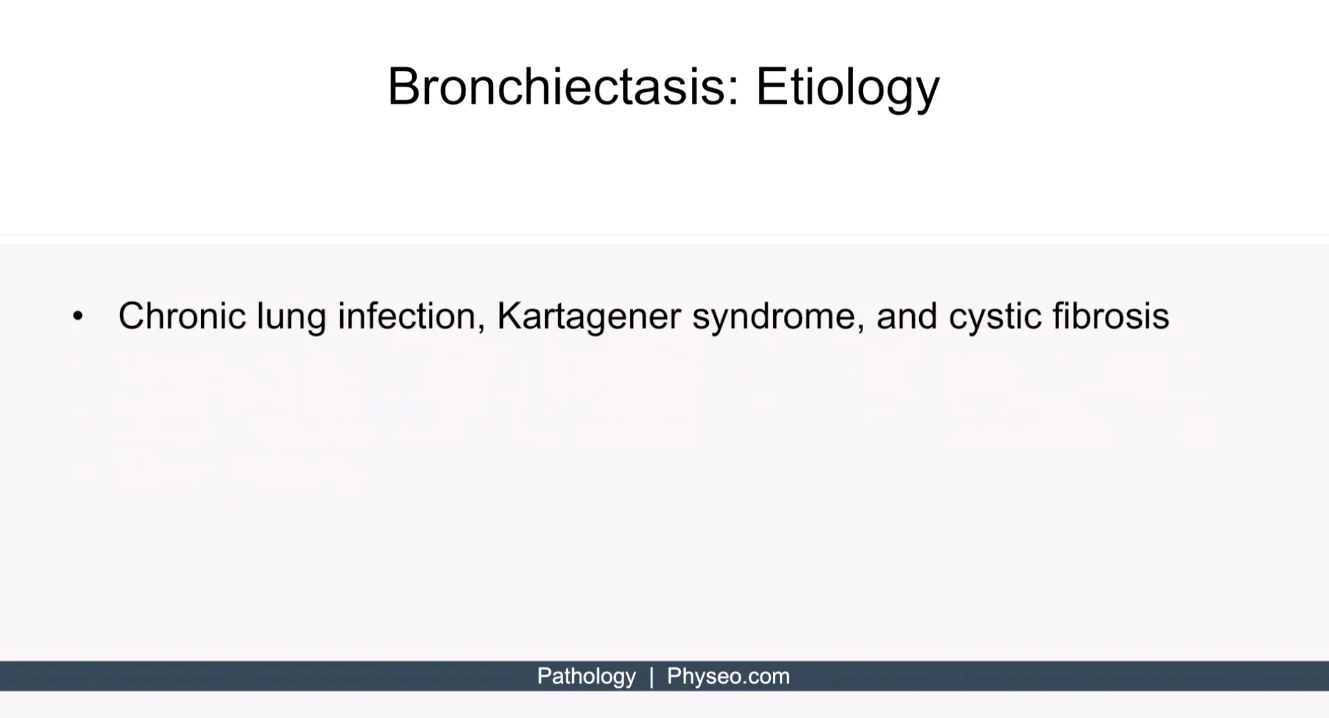 Bronchiectasis: Etiology
• Chronic lung infection, Kartagener syndrome, and cystic fibrosis
Pathology | Physeo.com